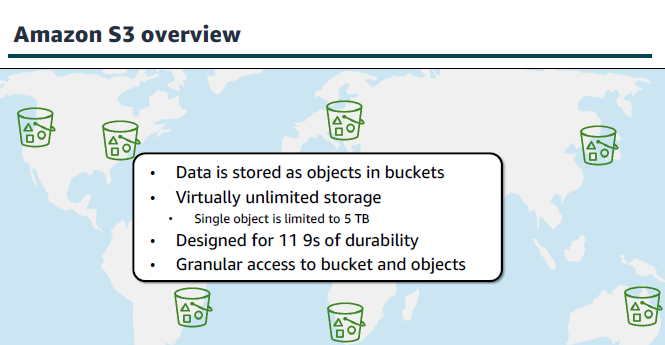 Amazon S3 overview
• Data is stored as objects in buckets
• Virtually unlimited storage
• Single object is limited to 5 TB
• Designed for 11 9s of durability
• Granular access to bucket and objects